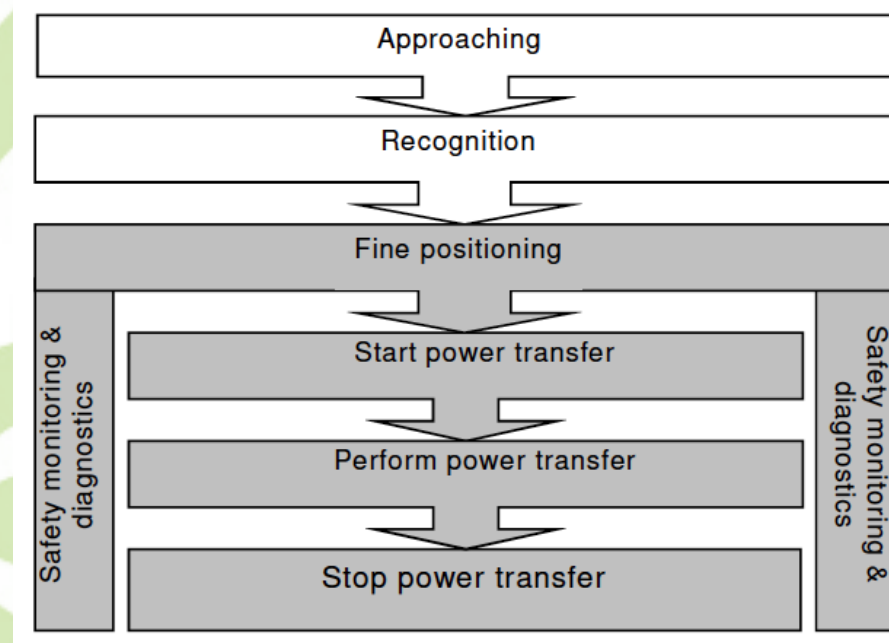 Approaching
Recognition
Fine positioning
Safety monitoring &
diagnostics
Start power transfer
Perform power transfer
Stop power transfer
Safety monitoring &
diagnostics